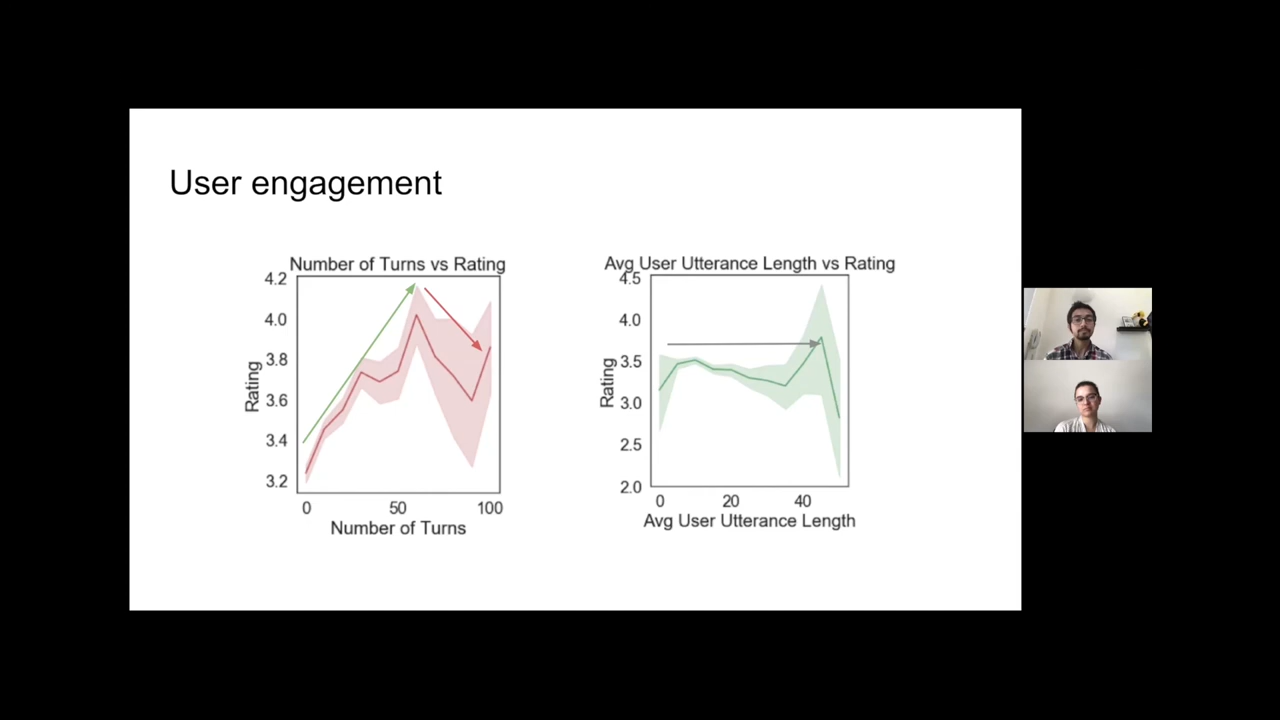 User engagement
Number of Turns vs Rating
4.2
4.0
3.8
3.6
3.4
3.2
Rating
0
50
100
Number of Turns
Avg User Utterance Length vs Rating
4.5
4.0
3.5
3.0
2.5
2.0
Rating
0
20
40
Avg User Utterance Length